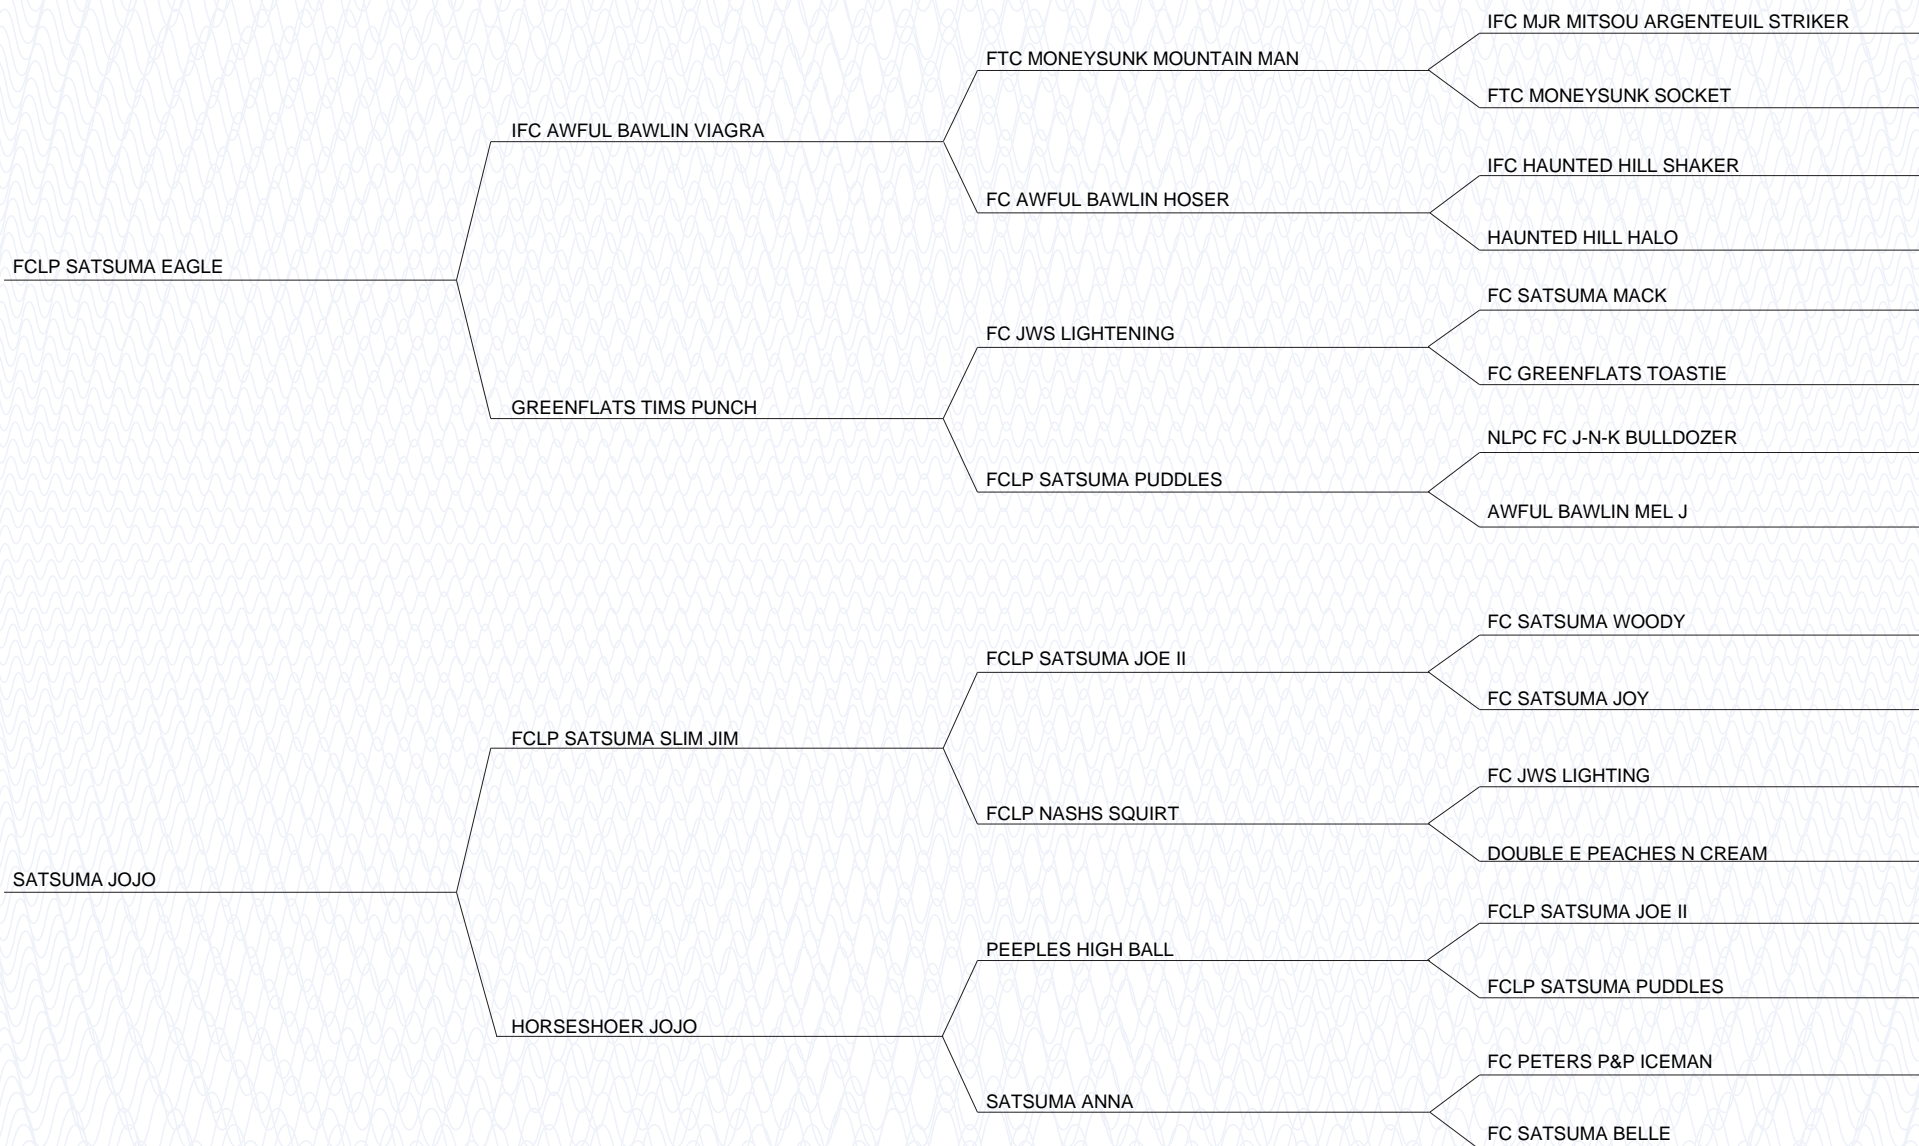 IFC MJR MITSOU ARGENTEUIL STRIKER
FTC MONEYSUNK MOUNTAIN MAN
FTC MONEYSUNK SOCKET
IFC AWFUL BAWLIN VIAGRA
IFC HAUNTED HILL SHAKER
FC AWFUL BAWLIN HOSER
HAUNTED HILL HALO
FCLP SATSUMA EAGLE
FC SATSUMA MACK
FC JWS LIGHTENING
FC GREENFLATS TOASTIE
GREENFLATS TIMS PUNCH
NLPC FC J-N-K BULLDOZER
FCLP SATSUMA PUDDLES
AWFUL BAWLIN MEL J
FC SATSUMA WOODY
FCLP SATSUMA JOE II
FC SATSUMA JOY
FCLP SATSUMA SLIM JIM
FC JWS LIGHTING
FCLP NASHS SQUIRT
DOUBLE E PEACHES N CREAM
SATSUMA JOJO
FCLP SATSUMA JOE II
PEEPLES HIGH BALL
FCLP SATSUMA PUDDLES
HORSESHOER JOJO
FC PETERS P&P ICEMAN
SATSUMA ANNA
FC SATSUMA BELLE